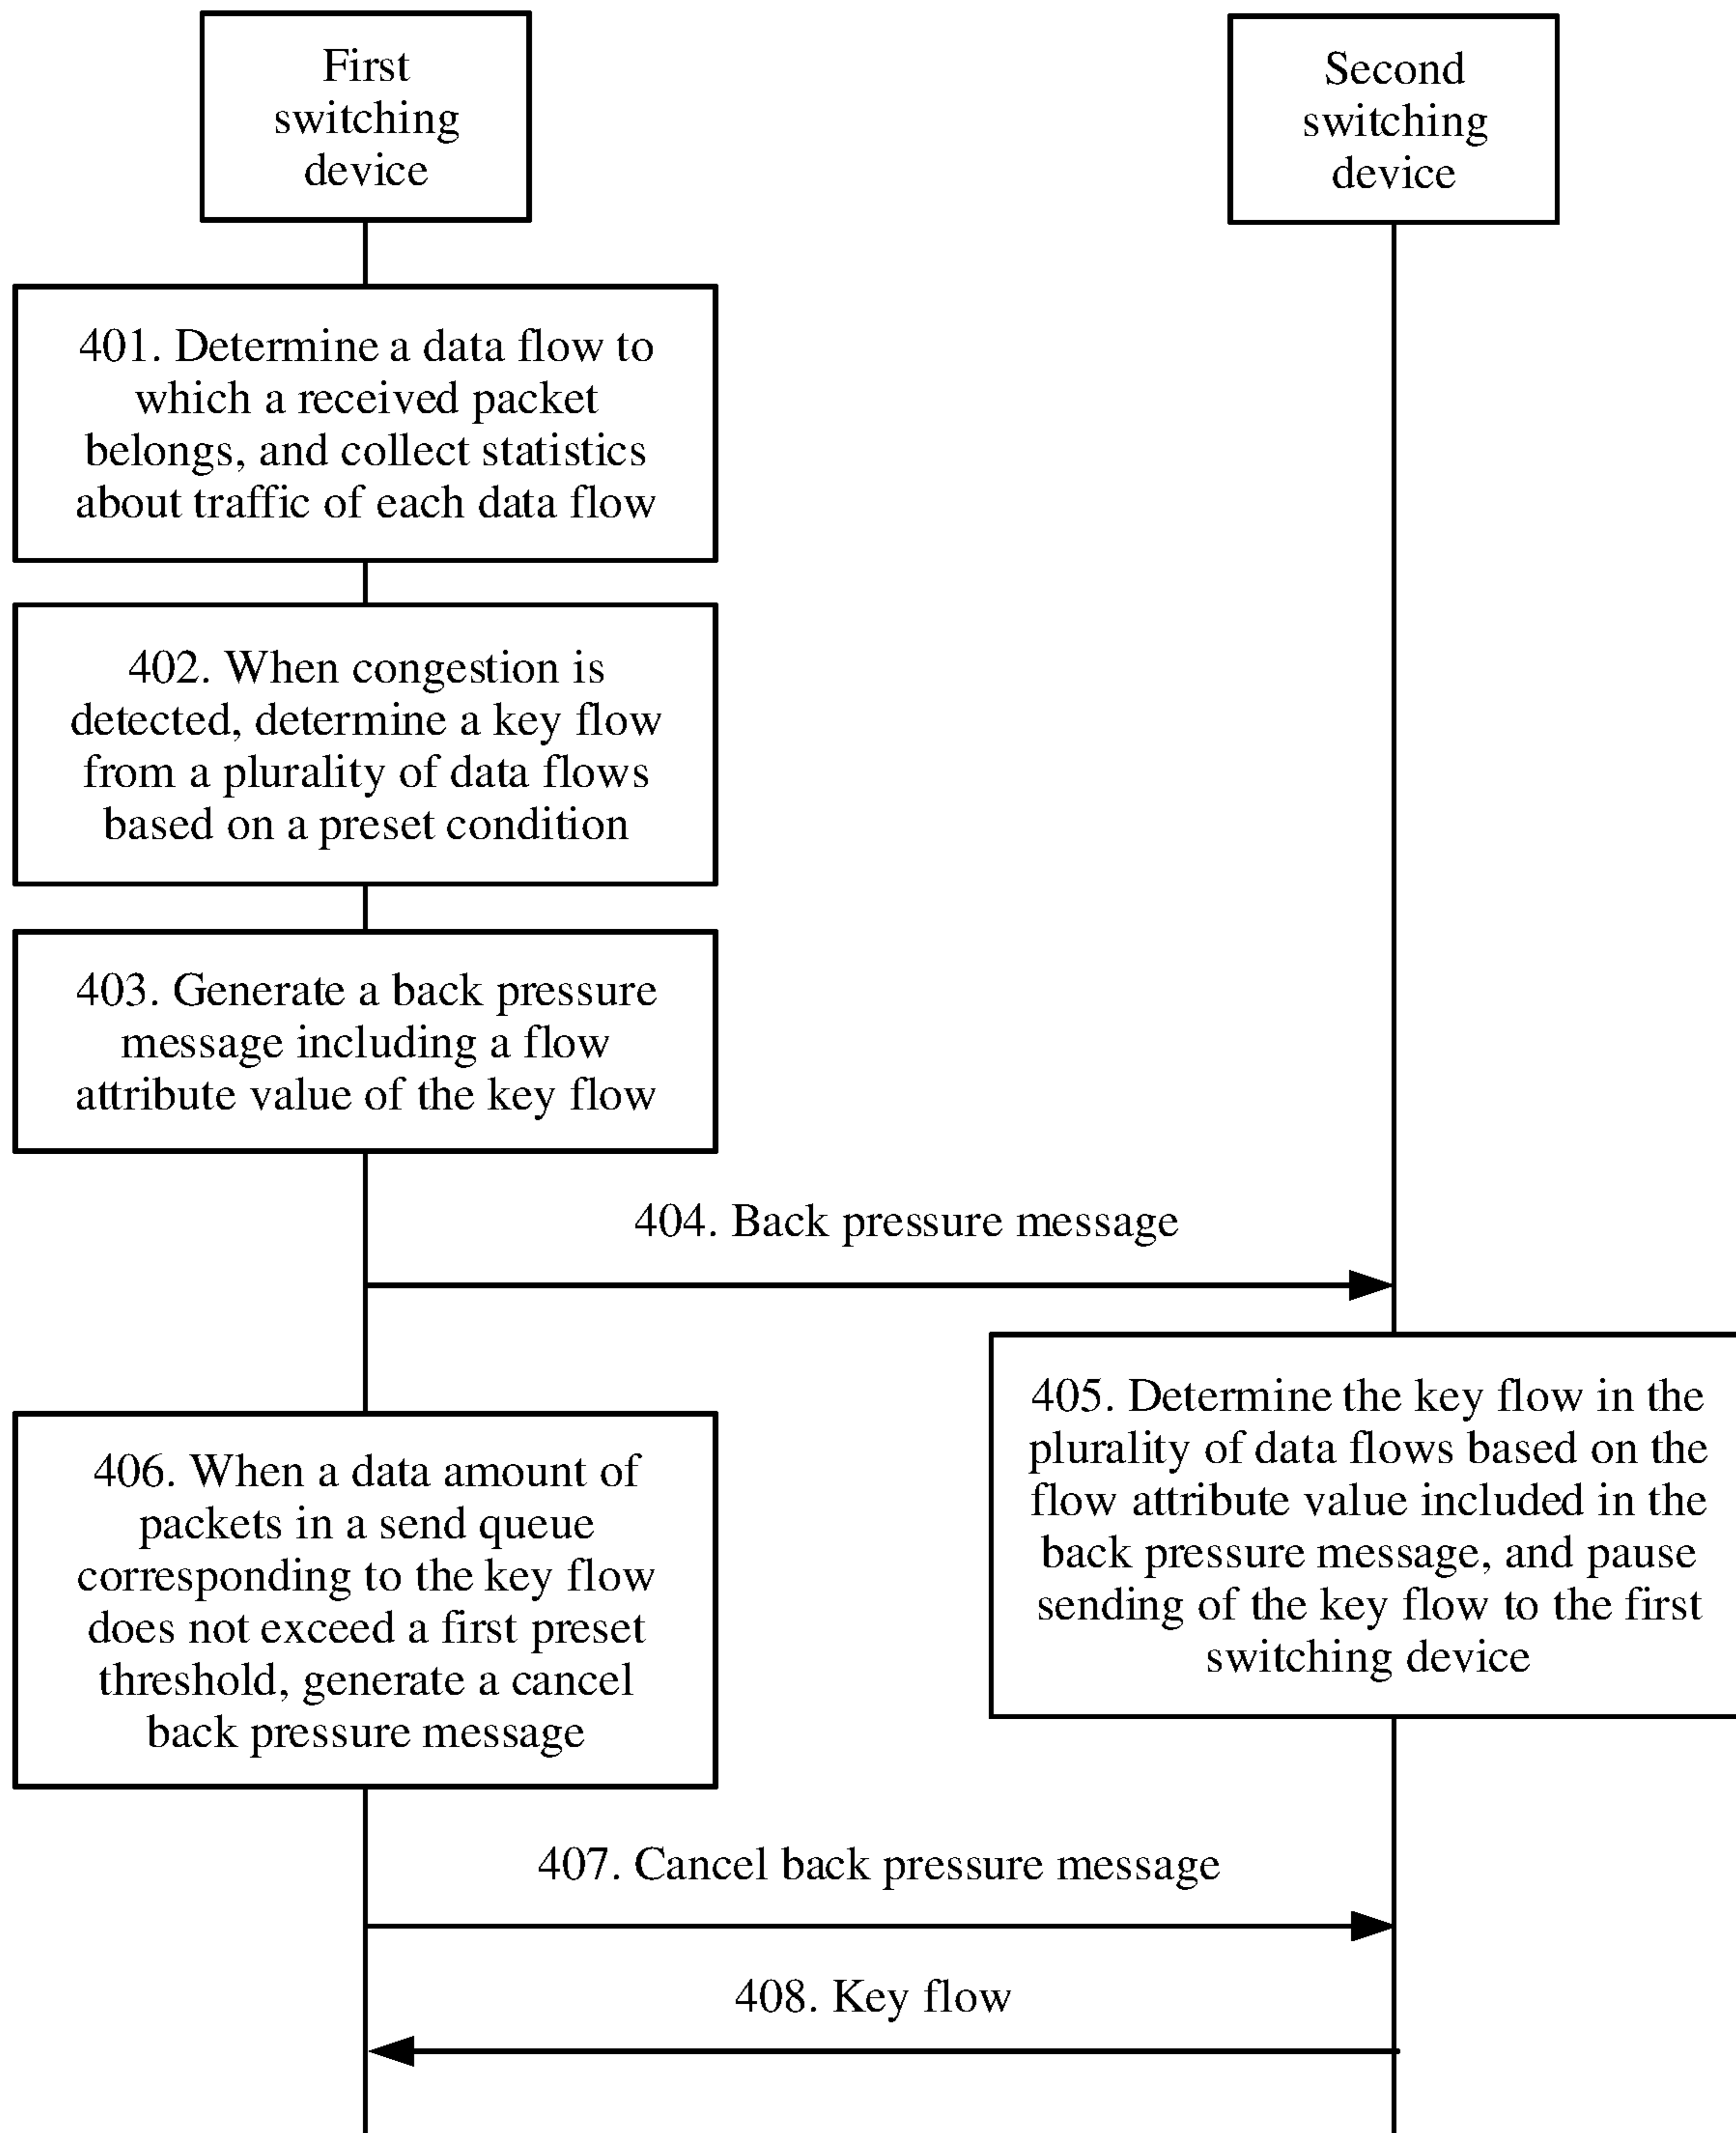 First
switching
device
Second
switching
device
401. Determine a data flow to
which a received packet
belongs, and collect statistics
about traffic of each data flow
402. When congestion is
detected, determine a key flow
from a plurality of data flows
based on a preset condition
403. Generate a back pressure
message including a flow
attribute value of the key flow
404. Back pressure message
405. Determine the key flow in the
plurality of data flows based on the
flow attribute value included in the
back pressure message, and pause
sending of the key flow to the first
switching device
406. When a data amount of
packets in a send queue
corresponding to the key flow
does not exceed a first preset
threshold, generate a cancel
back pressure message
407. Cancel back pressure message
408. Key flow